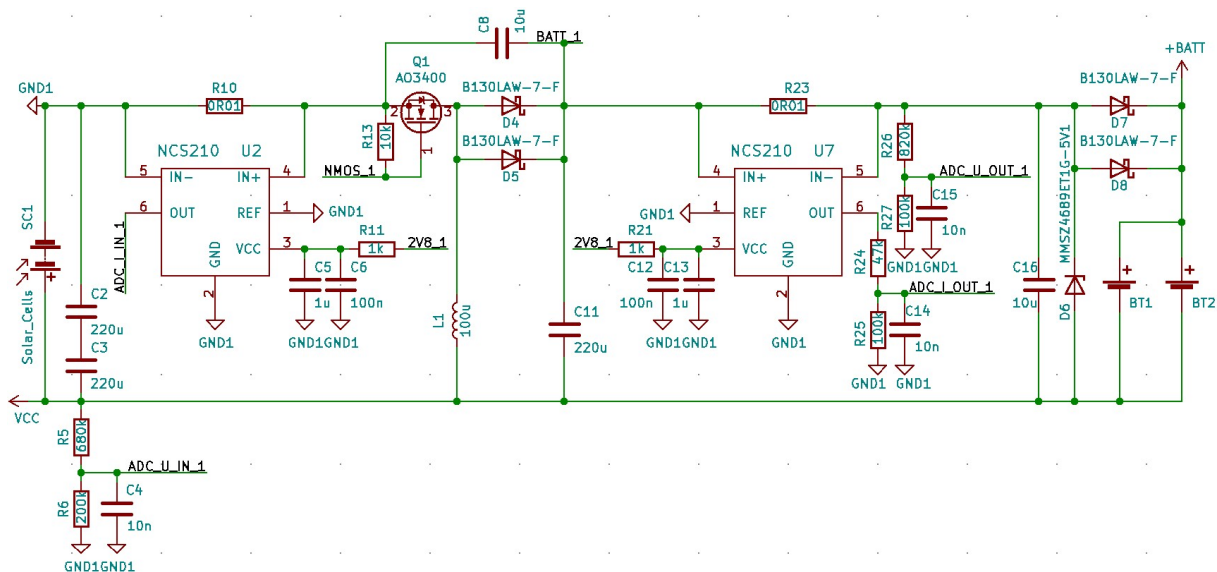 C8
10u
BATT_1
+BATT
Q1
AO3400
GND1
R10
0R01
2
3
1
B130LAW-7-F
D4
R23
0R01
B130LAW-7-F
D7
R13
10k
B130LAW-7-F
D5
R26
820k
B130LAW-7-F
D8
NCS210
U2
NMOS_1
NCS210
U7
5
IN-
IN+
4
4
IN+
IN-
5
ADC_U_OUT_1
6
OUT
REF
1
GND1
GND1
1
REF
OUT
6
R27
100k
C15
10n
MMSZ4689ET1G-5V1
SC1
ADC_I_IN_1
GND
VCC
3
R11
1k
2V8_1
2V8_1
R21
1k
3
VCC
GND
R24
47k
GND1
GND1
2
C5
1u
C6
100n
C12
100n
C13
1u
2
ADC_I_OUT_1
C16
10u
D6
+
BT1
+
BT2
+
Solar_Cells
C2
220u
GND1
GND1
GND1
L1
100u
C11
220u
GND1
GND1
GND1
R25
100k
C14
10n
C3
220u
GND1
GND1
VCC
R5
680k
ADC_U_IN_1
R6
200k
C4
10n
GND1
GND1